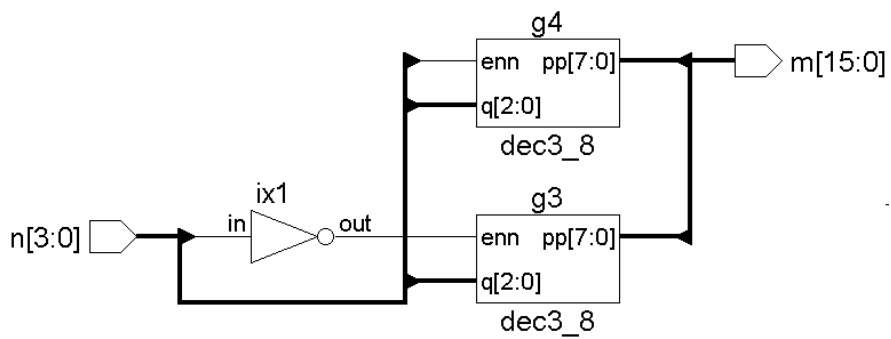 g4
enn pp[7:0]
q[2:0]
dec3_8
m[15:0]
ix1
in out
n[3:0]
g3
enn pp[7:0]
q[2:0]
dec3_8